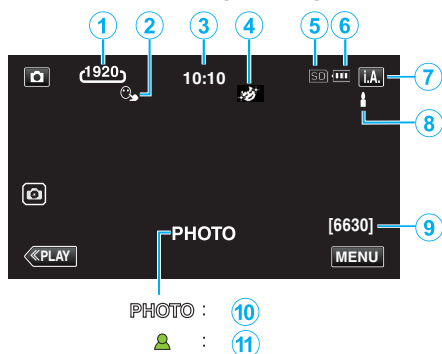 1 2 3 4 5 6
1920 10:10 SD i.A. 7
8
PHOTO [6630] 9
≪PLAY MENU
PHOTO : 10
: 11